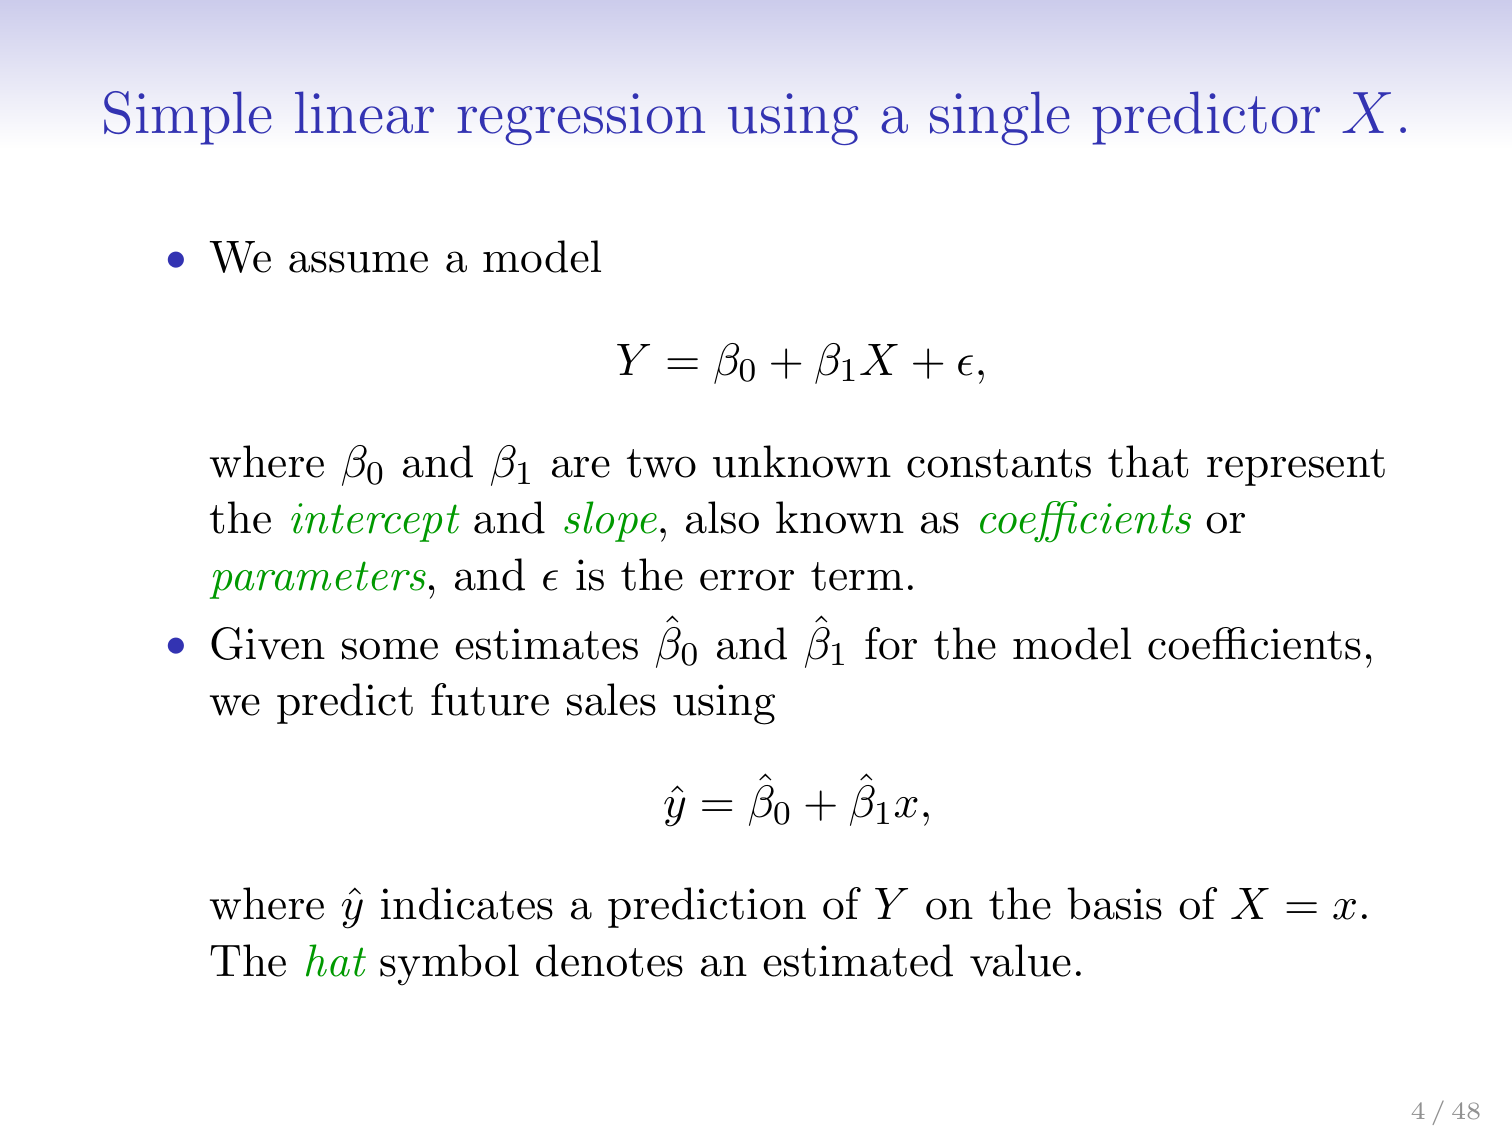 Simple linear regression using a single predictor X.
• We assume a model
Y = β₀ + β₁X + ϵ,
where β₀ and β₁ are two unknown constants that represent
the intercept and slope, also known as coefficients or
parameters, and ϵ is the error term.
• Given some estimates β̂₀ and β̂₁ for the model coefficients,
we predict future sales using
ŷ = β̂₀ + β̂₁x,
where ŷ indicates a prediction of Y on the basis of X = x.
The hat symbol denotes an estimated value.
4 / 48